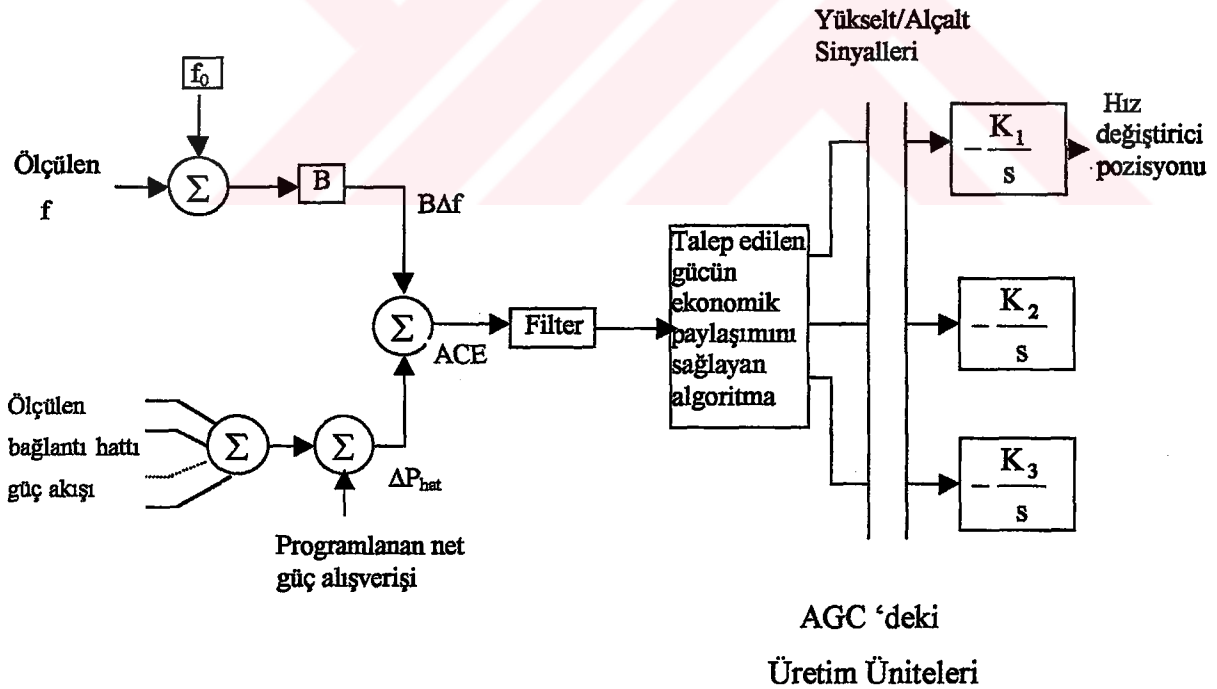 Yükselt/Alçalt
Sinyalleri
f₀
Ölçülen
f
Σ
B
BΔf
Σ
ACE
Filter
Talep edilen
gücün
ekonomik
paylaşımını
sağlayan
algoritma
K₁
-
s
Hız
değiştirici
pozisyonu
K₂
-
s
K₃
-
s
Ölçülen
bağlantı hattı
güç akışı
Σ
Σ
ΔPhat
Programlanan net
güç alışverişi
AGC ‘deki
Üretim Üniteleri